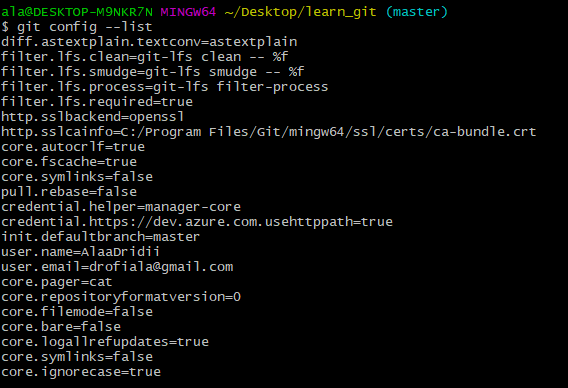 ala@DESKTOP-M9NKR7N MINGW64 ~/Desktop/learn_git (master)
$ git config --list
diff.astextplain.textconv=astextplain
filter.lfs.clean=git-lfs clean -- %f
filter.lfs.smudge=git-lfs smudge -- %f
filter.lfs.process=git-lfs filter-process
filter.lfs.required=true
http.sslbackend=openssl
http.sslcainfo=C:/Program Files/Git/mingw64/ssl/certs/ca-bundle.crt
core.autocrlf=true
core.fscache=true
core.symlinks=false
pull.rebase=false
credential.helper=manager-core
credential.https://dev.azure.com.usehttppath=true
init.defaultbranch=master
user.name=AlaaDridii
user.email=drofiala@gmail.com
core.pager=cat
core.repositoryformatversion=0
core.filemode=false
core.bare=false
core.logallrefupdates=true
core.symlinks=false
core.ignorecase=true